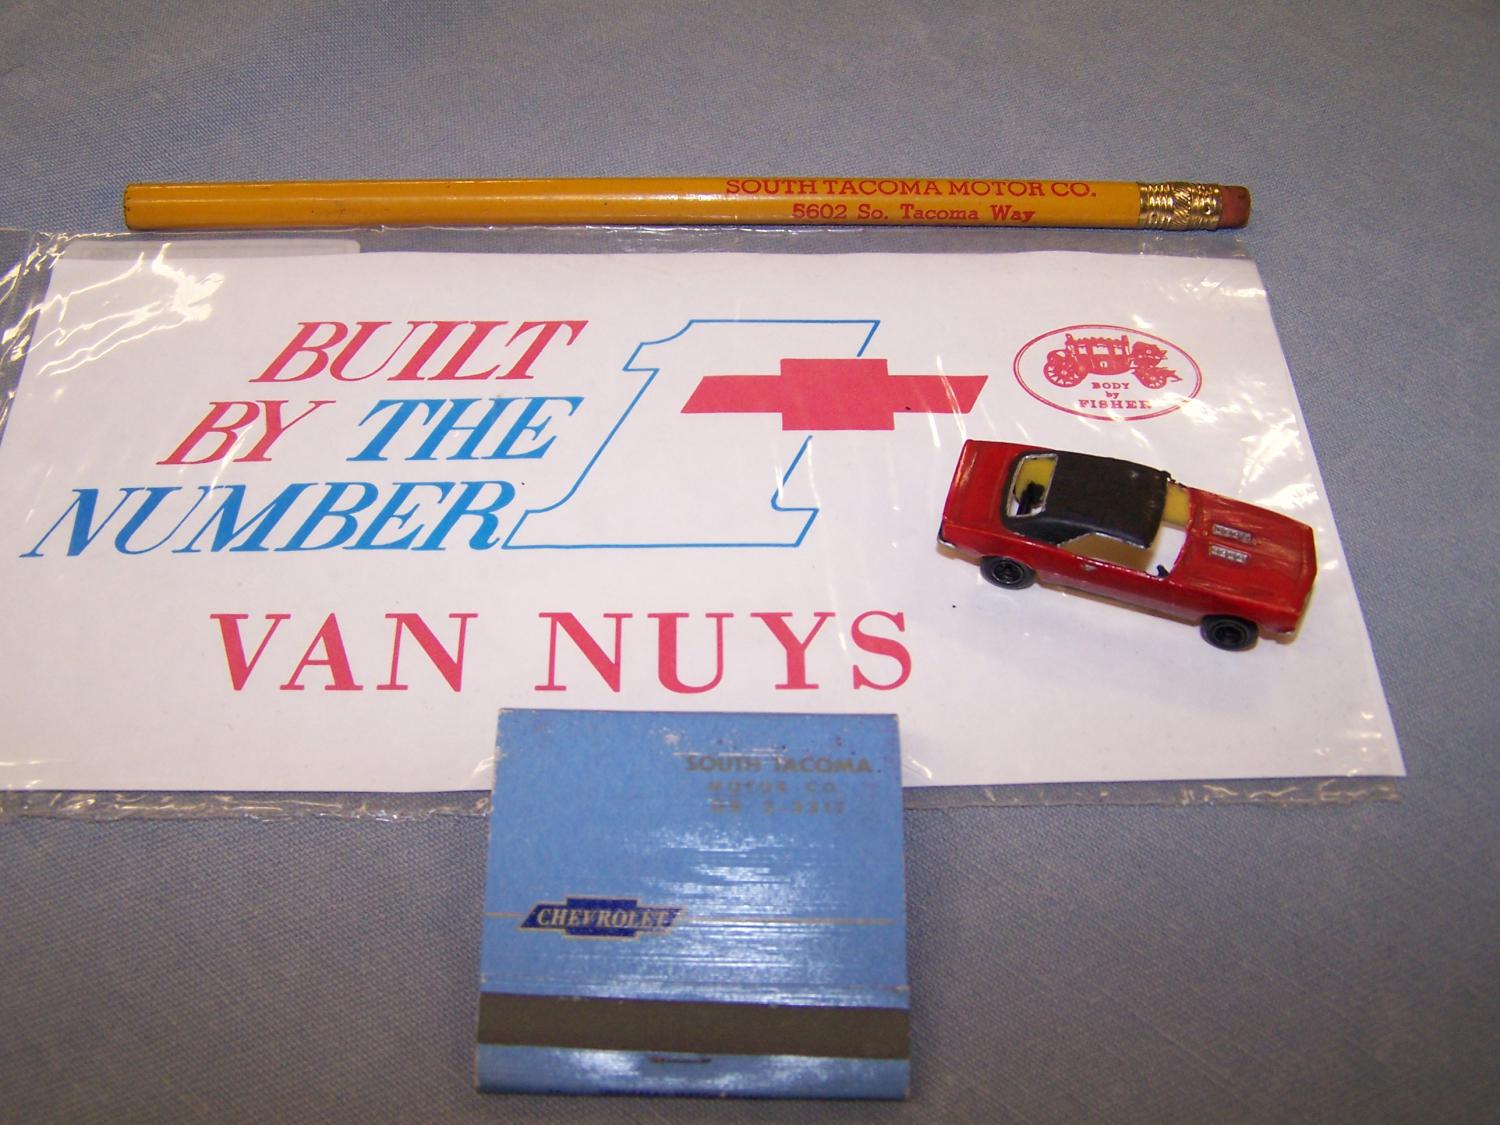 SOUTH TACOMA MOTOR CO.
5602 So. Tacoma Way
BUILT
BY THE
NUMBER 1
BODY
by
FISHER
VAN NUYS
SOUTH TACOMA
MOTOR CO.
CHEVROLET